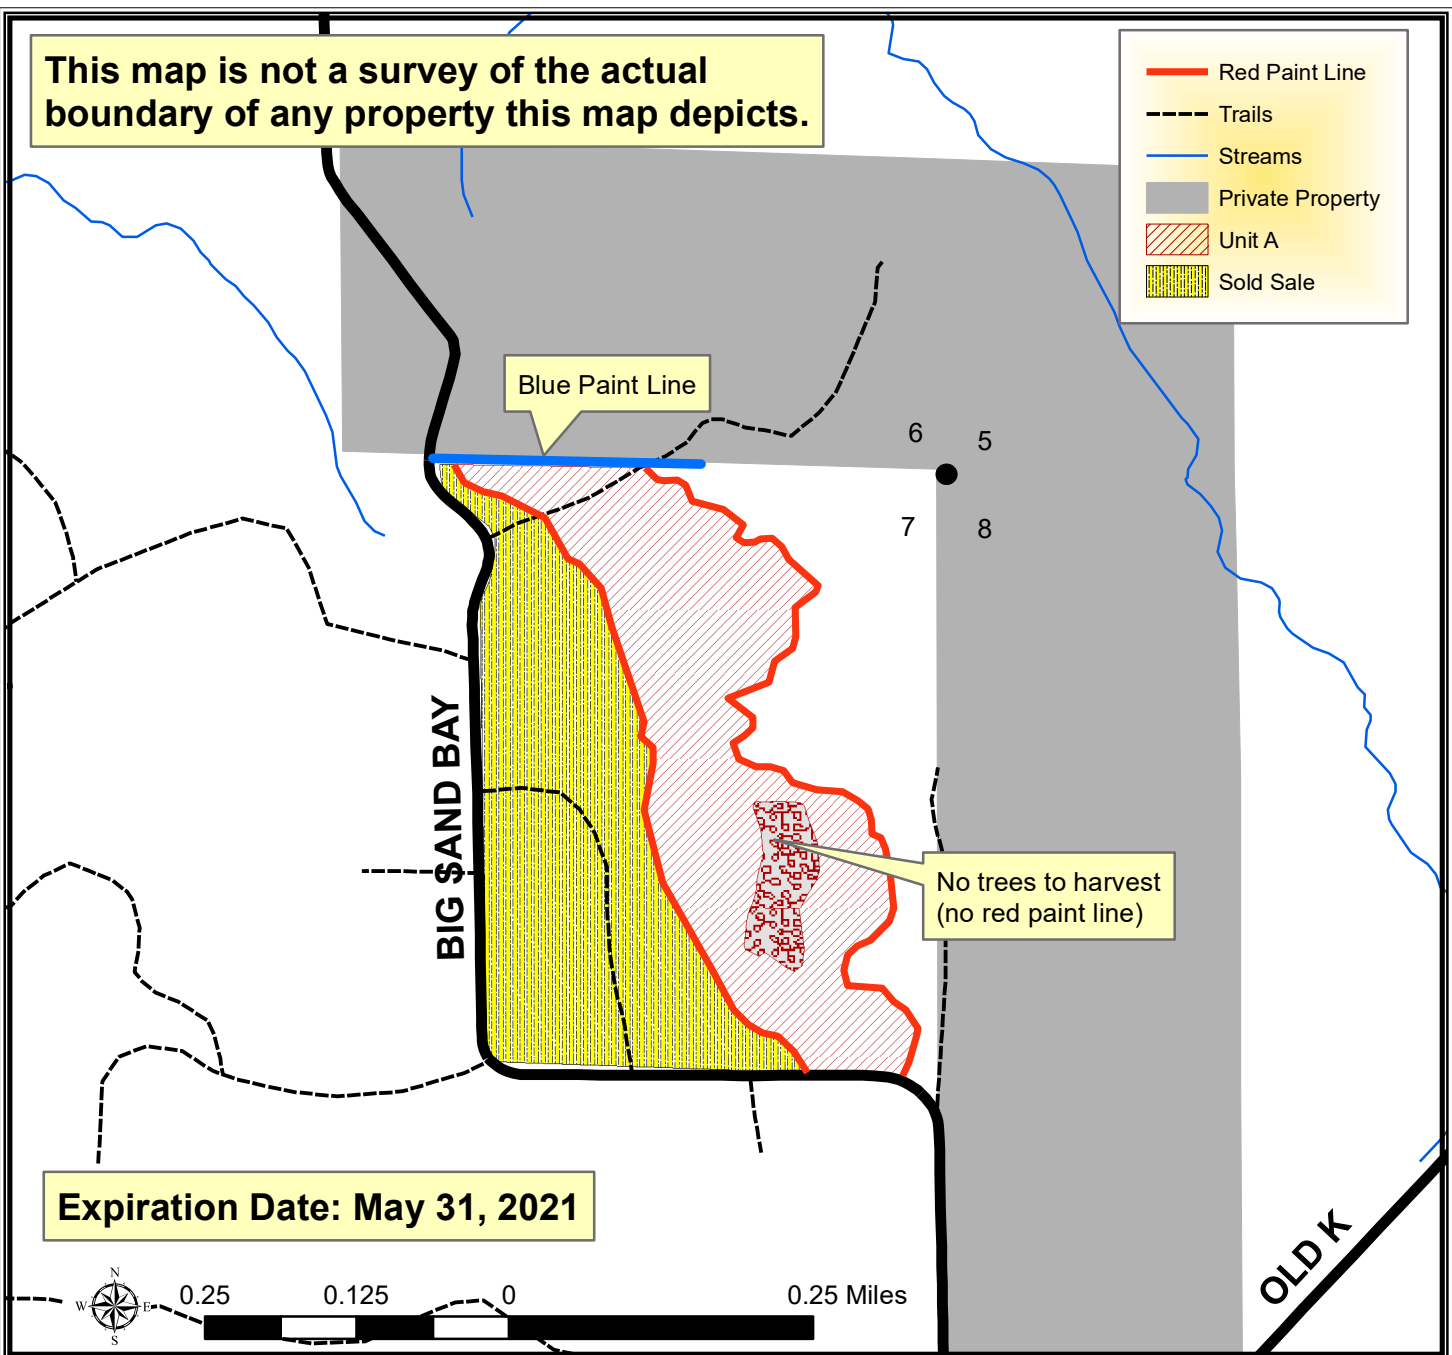 This map is not a survey of the actual
boundary of any property this map depicts.
Red Paint Line
Trails
Streams
Private Property
Unit A
Sold Sale
Blue Paint Line
6
5
7
8
BIG SAND BAY
No trees to harvest
(no red paint line)
Expiration Date: May 31, 2021
OLD K
N
W
E
S
0.25 0.125 0 0.25 Miles